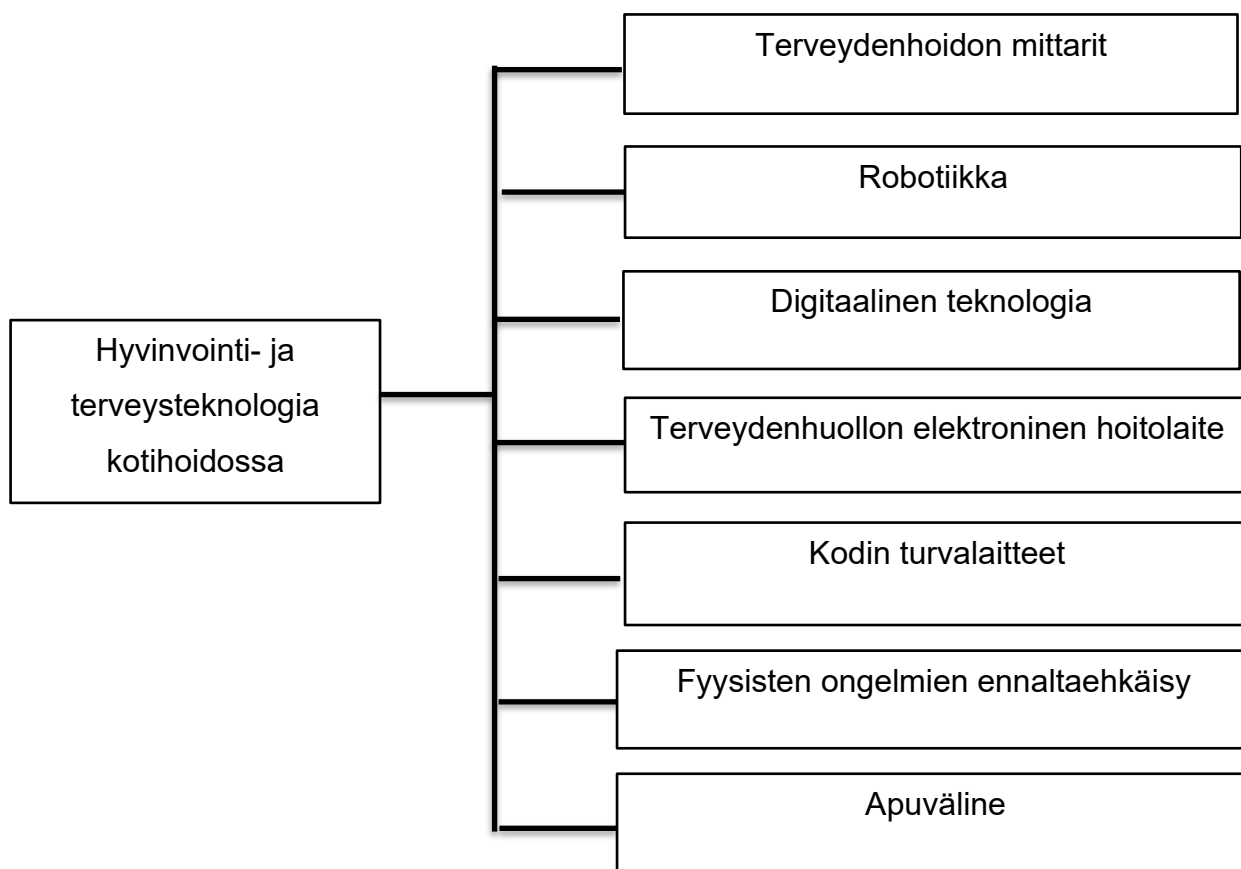 Terveydenhoidon mittarit
Robotiikka
Digitaalinen teknologia
Hyvinvointi- ja
terveysteknologia
kotihoidossa
Terveydenhuollon elektroninen hoitolaite
Kodin turvalaitteet
Fyysisten ongelmien ennaltaehkäisy
Apuväline